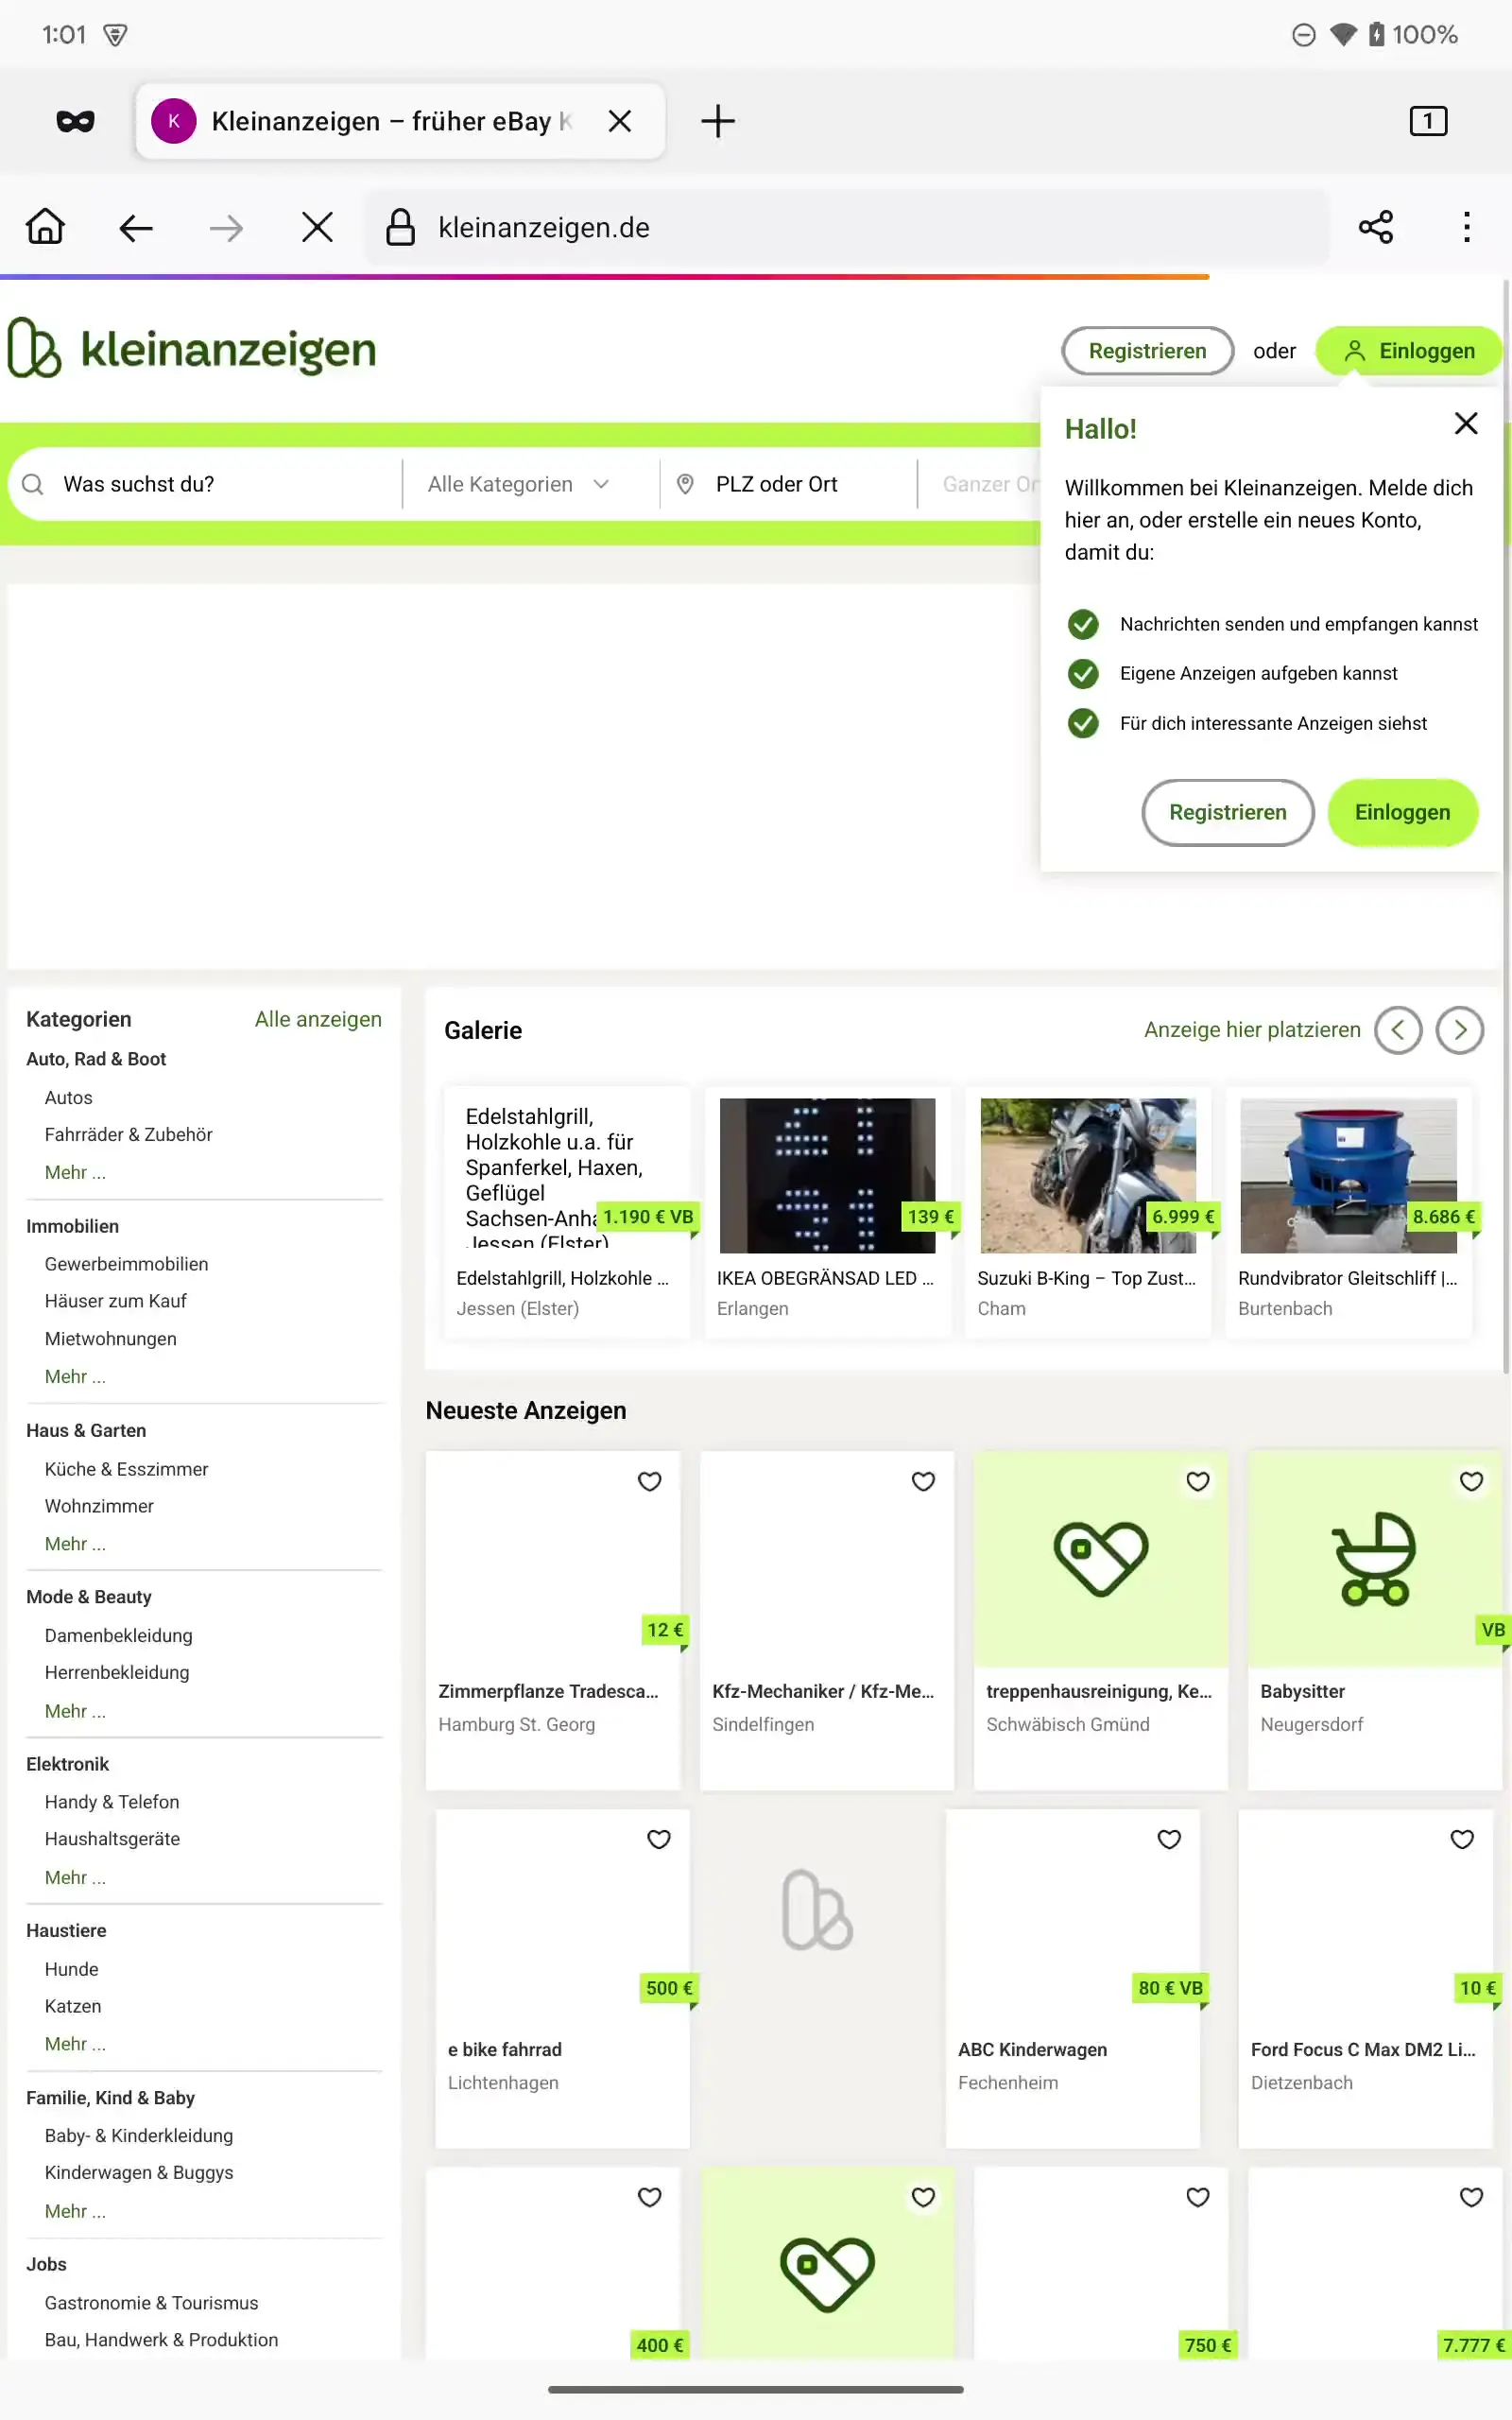 1:01
100%
K
Kleinanzeigen – früher eBay
1
kleinanzeigen.de
kleinanzeigen
Registrieren
oder
Einloggen
Was suchst du?
Alle Kategorien
PLZ oder Ort
Ganzer
Hallo!
Willkommen bei Kleinanzeigen. Melde dich
hier an, oder erstelle ein neues Konto,
damit du:
Nachrichten senden und empfangen kannst
Eigene Anzeigen aufgeben kannst
Für dich interessante Anzeigen siehst
Registrieren
Einloggen
Kategorien
Alle anzeigen
Auto, Rad & Boot
Autos
Fahrräder & Zubehör
Mehr ...
Immobilien
Gewerbeimmobilien
Häuser zum Kauf
Mietwohnungen
Mehr ...
Haus & Garten
Küche & Esszimmer
Wohnzimmer
Mehr ...
Mode & Beauty
Damenbekleidung
Herrenbekleidung
Mehr ...
Elektronik
Handy & Telefon
Haushaltsgeräte
Mehr ...
Haustiere
Hunde
Katzen
Mehr ...
Familie, Kind & Baby
Baby- & Kinderkleidung
Kinderwagen & Buggys
Mehr ...
Jobs
Gastronomie & Tourismus
Bau, Handwerk & Produktion
Galerie
Anzeige hier platzieren
Edelstahlgrill,
Holzkohle u.a. für
Spanferkel, Haxen,
Geflügel
Sachsen-Anha
Jessen (Elster)
1.190 € VB
Edelstahlgrill, Holzkohle ...
Jessen (Elster)
139 €
IKEA OBEGRÄNSAD LED ...
Erlangen
6.999 €
Suzuki B-King – Top Zust...
Cham
8.686 €
Rundvibrator Gleitschliff |...
Burtenbach
Neueste Anzeigen
12 €
Zimmerpflanze Tradesca...
Hamburg St. Georg
Kfz-Mechaniker / Kfz-Me...
Sindelfingen
treppenhausreinigung, Ke...
Schwäbisch Gmünd
VB
Babysitter
Neugersdorf
500 €
e bike fahrrad
Lichtenhagen
80 € VB
ABC Kinderwagen
Fechenheim
10 €
Ford Focus C Max DM2 Li...
Dietzenbach
400 €
750 €
7.777 €